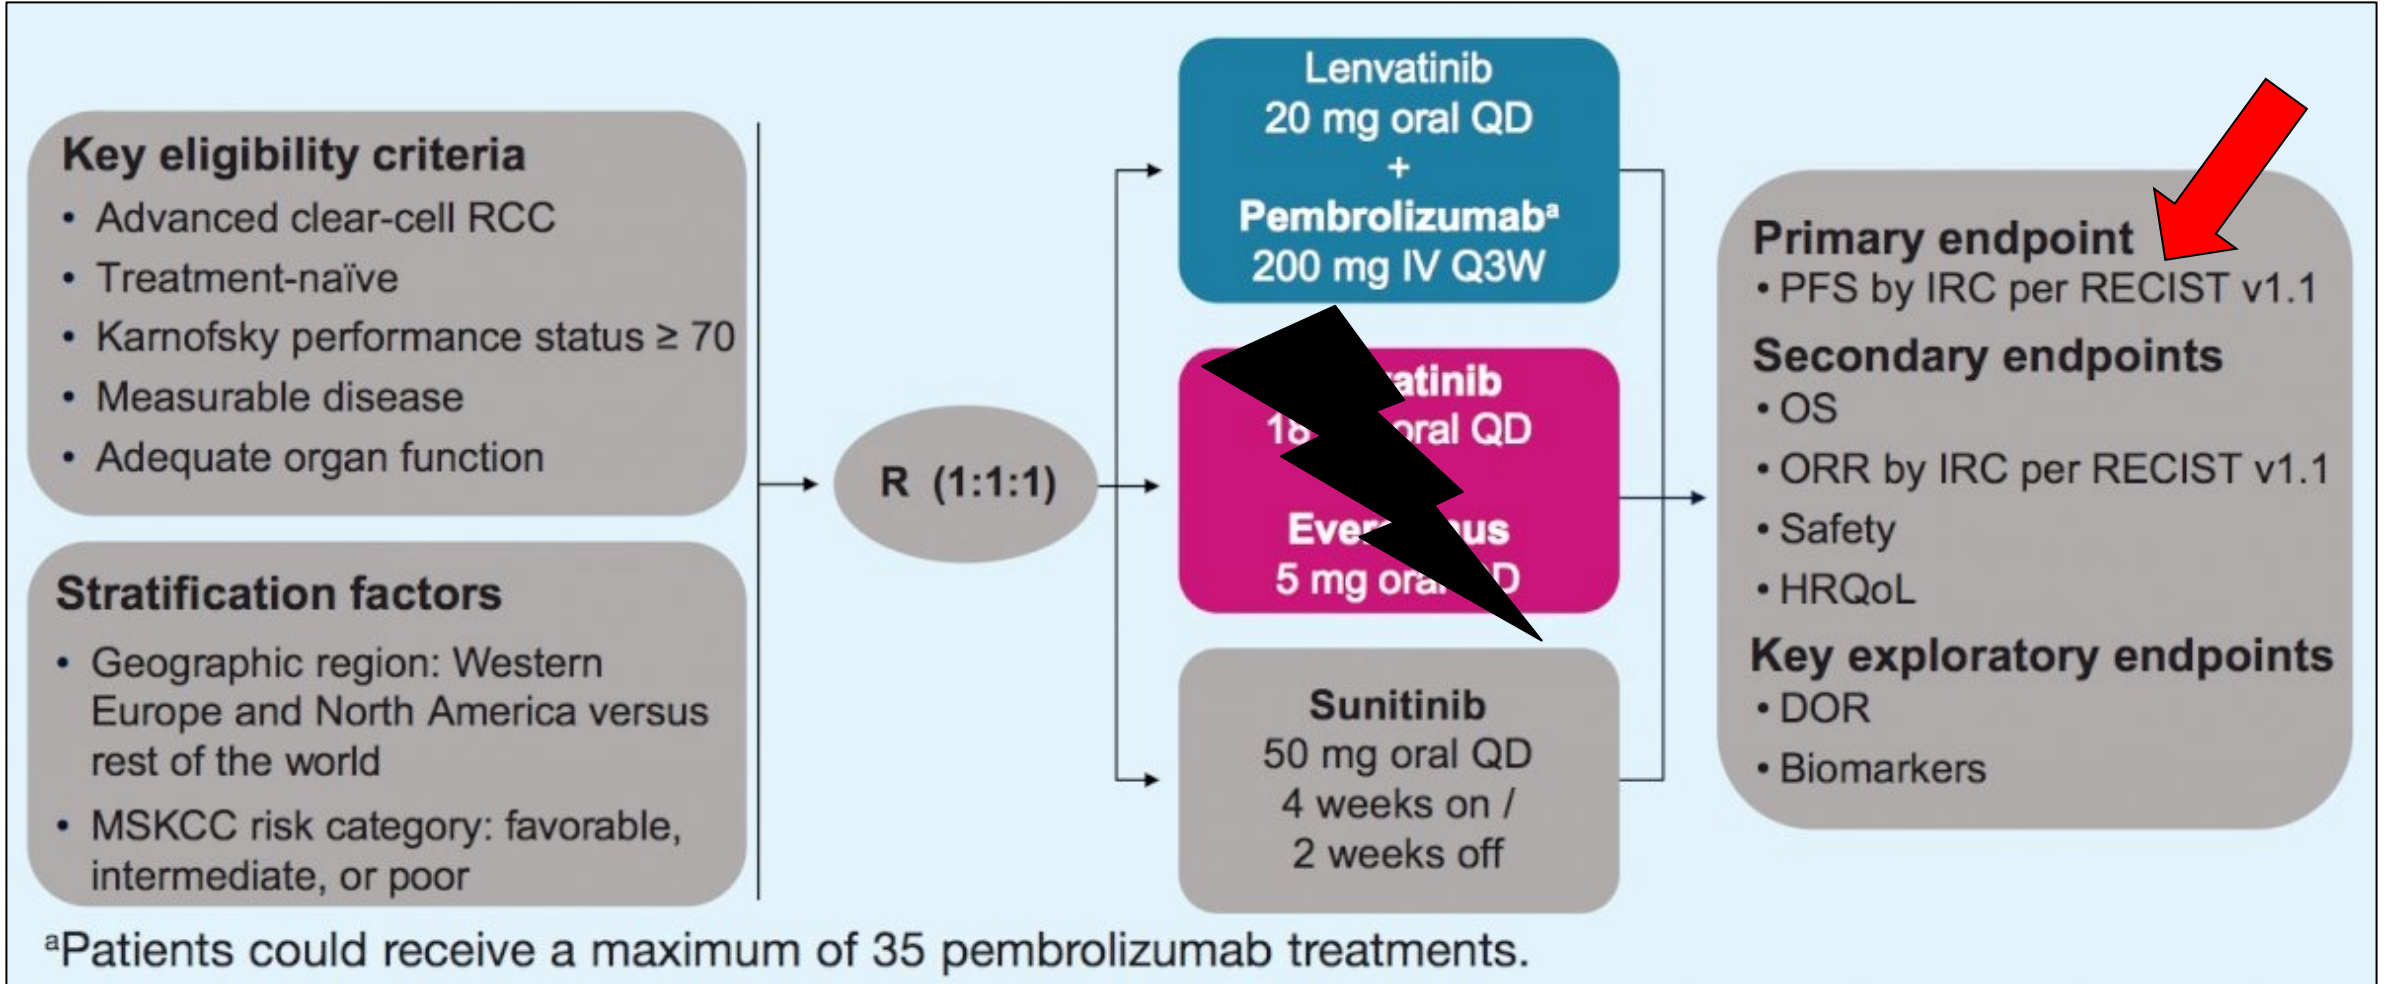 Key eligibility criteria
• Advanced clear-cell RCC
• Treatment-naïve
• Karnofsky performance status ≥ 70
• Measurable disease
• Adequate organ function
Stratification factors
• Geographic region: Western
Europe and North America versus
rest of the world
• MSKCC risk category: favorable,
intermediate, or poor
R (1:1:1)
Lenvatinib
20 mg oral QD
+
Pembrolizumabᵃ
200 mg IV Q3W
18 oral QD
5 mg
Sunitinib
50 mg oral QD
4 weeks on /
2 weeks off
Primary endpoint
• PFS by IRC per RECIST v1.1
Secondary endpoints
• OS
• ORR by IRC per RECIST v1.1
• Safety
• HRQoL
Key exploratory endpoints
• DOR
• Biomarkers
ᵃPatients could receive a maximum of 35 pembrolizumab treatments.